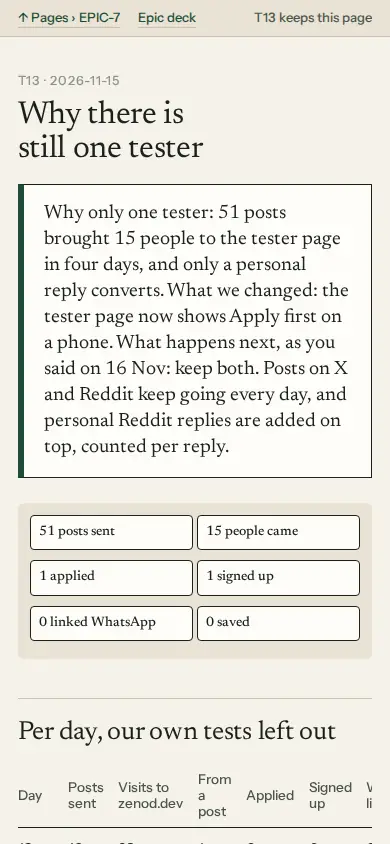 ↑ Pages › EPIC-7 Epic deck T13 keeps this page
T13 · 2026-11-15
Why there is
still one tester
Why only one tester: 51 posts
brought 15 people to the tester page
in four days, and only a personal
reply converts. What we changed: the
tester page now shows Apply first on
a phone. What happens next, as you
said on 16 Nov: keep both. Posts on X
and Reddit keep going every day, and
personal Reddit replies are added on
top, counted per reply.
51 posts sent 15 people came
1 applied 1 signed up
0 linked WhatsApp 0 saved
Per day, our own tests left out
Day Posts sent Visits to zenod.dev From a post Applied Signed up